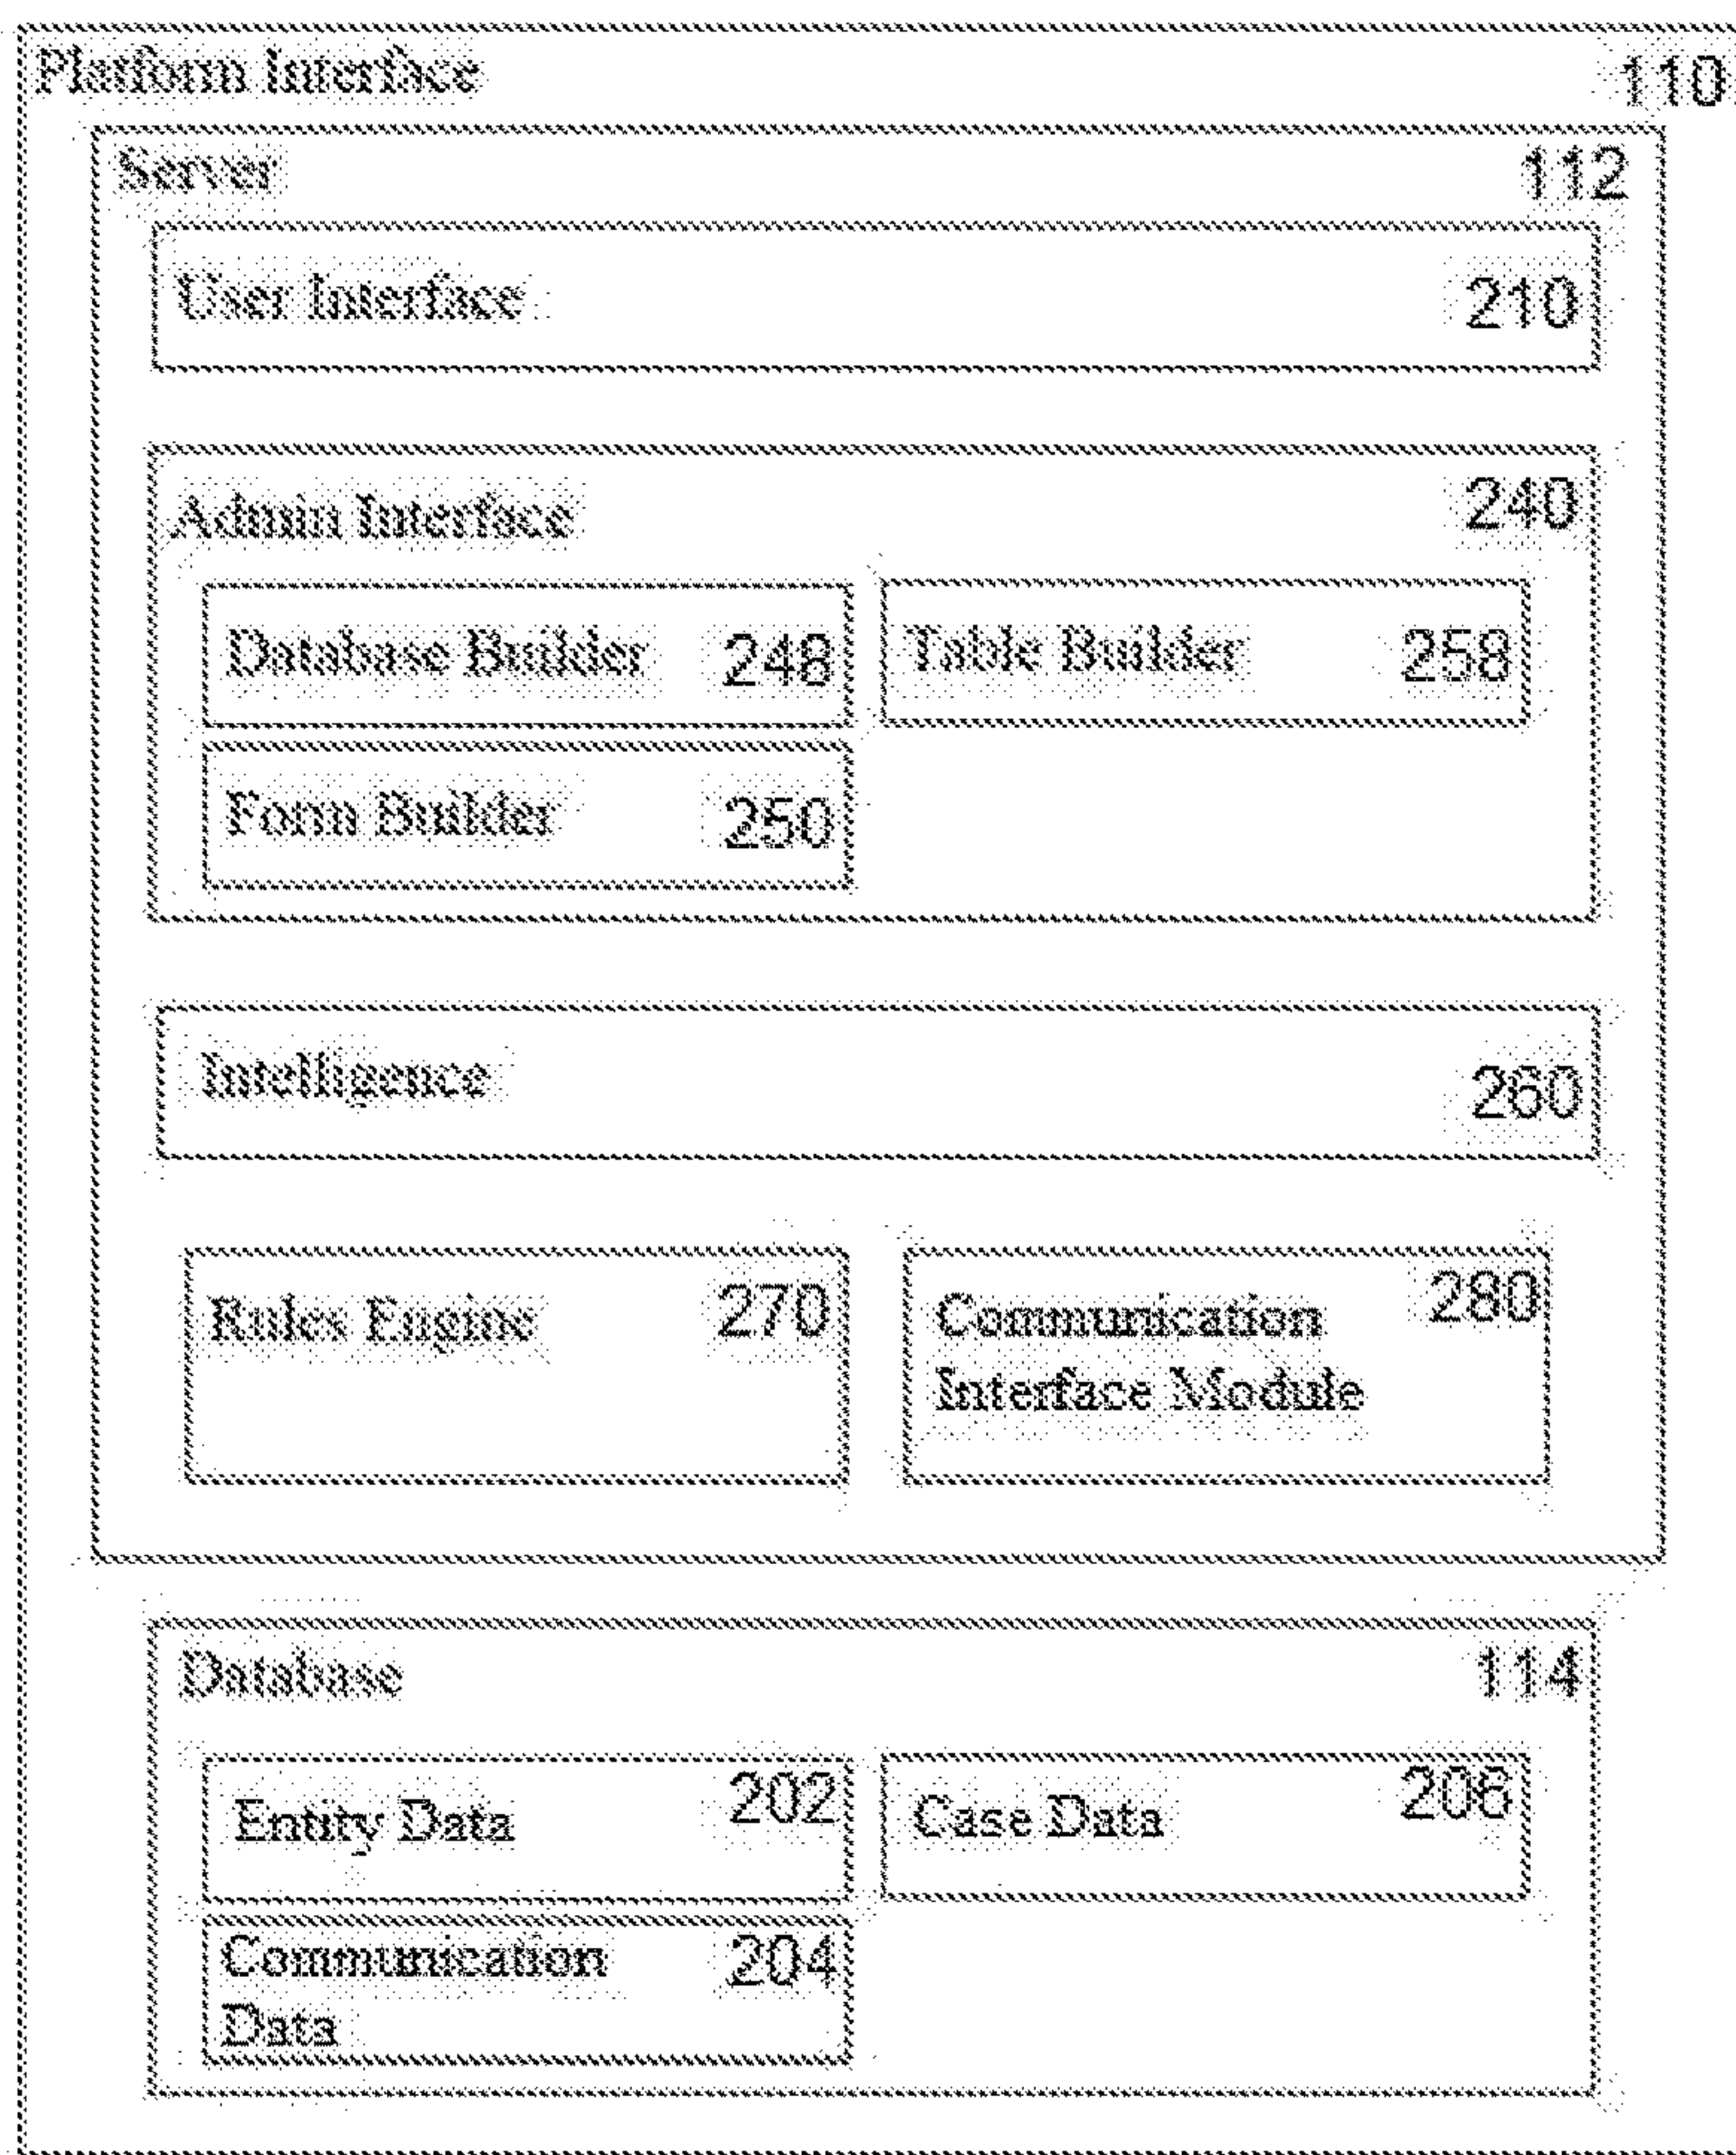 Platform Interface 110
Server 112
User Interface 210
Admin Interface 240
Database Builder 248 Table Builder 258
Form Builder 250
Intelligence 260
Rules Engine 270 Communication 280
Interface Module
Database 114
Entity Data 202 Case Data 206
Communication 204
Data